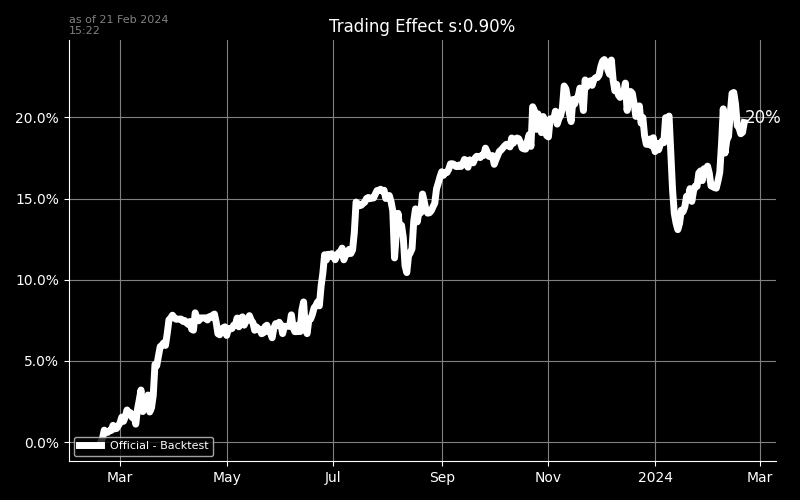 as of 21 Feb 2024
15:22
Trading Effect s:0.90%
20.0%
20%
15.0%
10.0%
5.0%
0.0%
Official - Backtest
Mar
May
Jul
Sep
Nov
2024
Mar